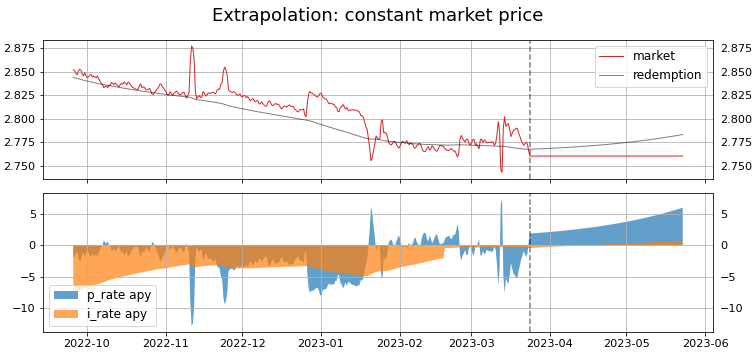 Extrapolation: constant market price
2.875 2.875
2.850 2.850
2.825 2.825
2.800 2.800
2.775 2.775
2.750 2.750
market
redemption
5 5
0 0
−5 −5
−10 −10
p_rate apy
i_rate apy
2022-10 2022-11 2022-12 2023-01 2023-02 2023-03 2023-04 2023-05 2023-06